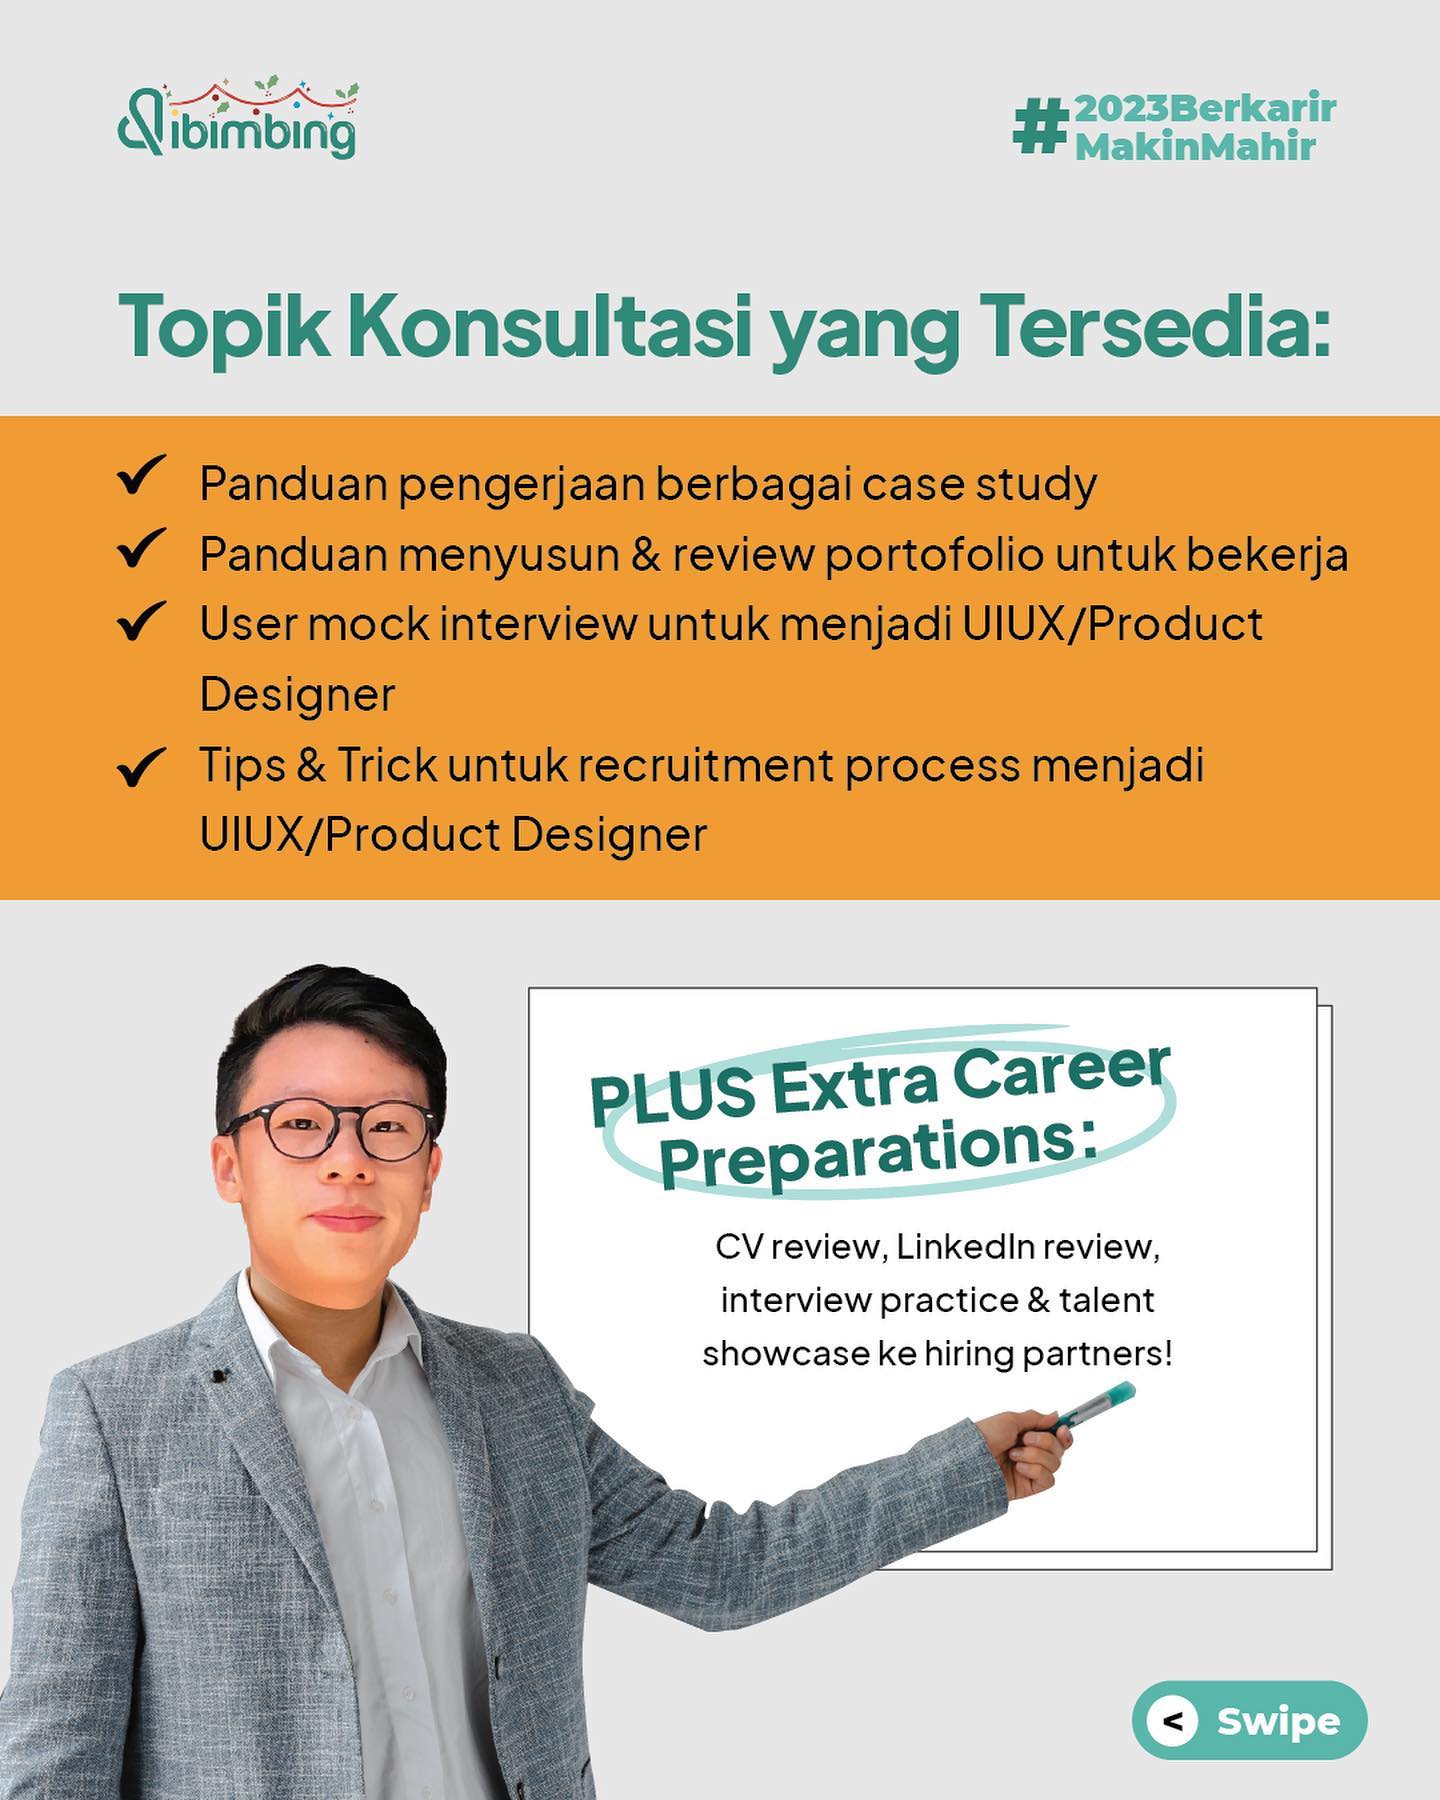 dibimbing
#2023Berkarir
MakinMahir
Topik Konsultasi yang Tersedia:
Panduan pengerjaan berbagai case study
Panduan menyusun & review portofolio untuk bekerja
User mock interview untuk menjadi UIUX/Product
Designer
Tips & Trick untuk recruitment process menjadi
UIUX/Product Designer
PLUS Extra Career
Preparations:
CV review, LinkedIn review,
interview practice & talent
showcase ke hiring partners!
< Swipe